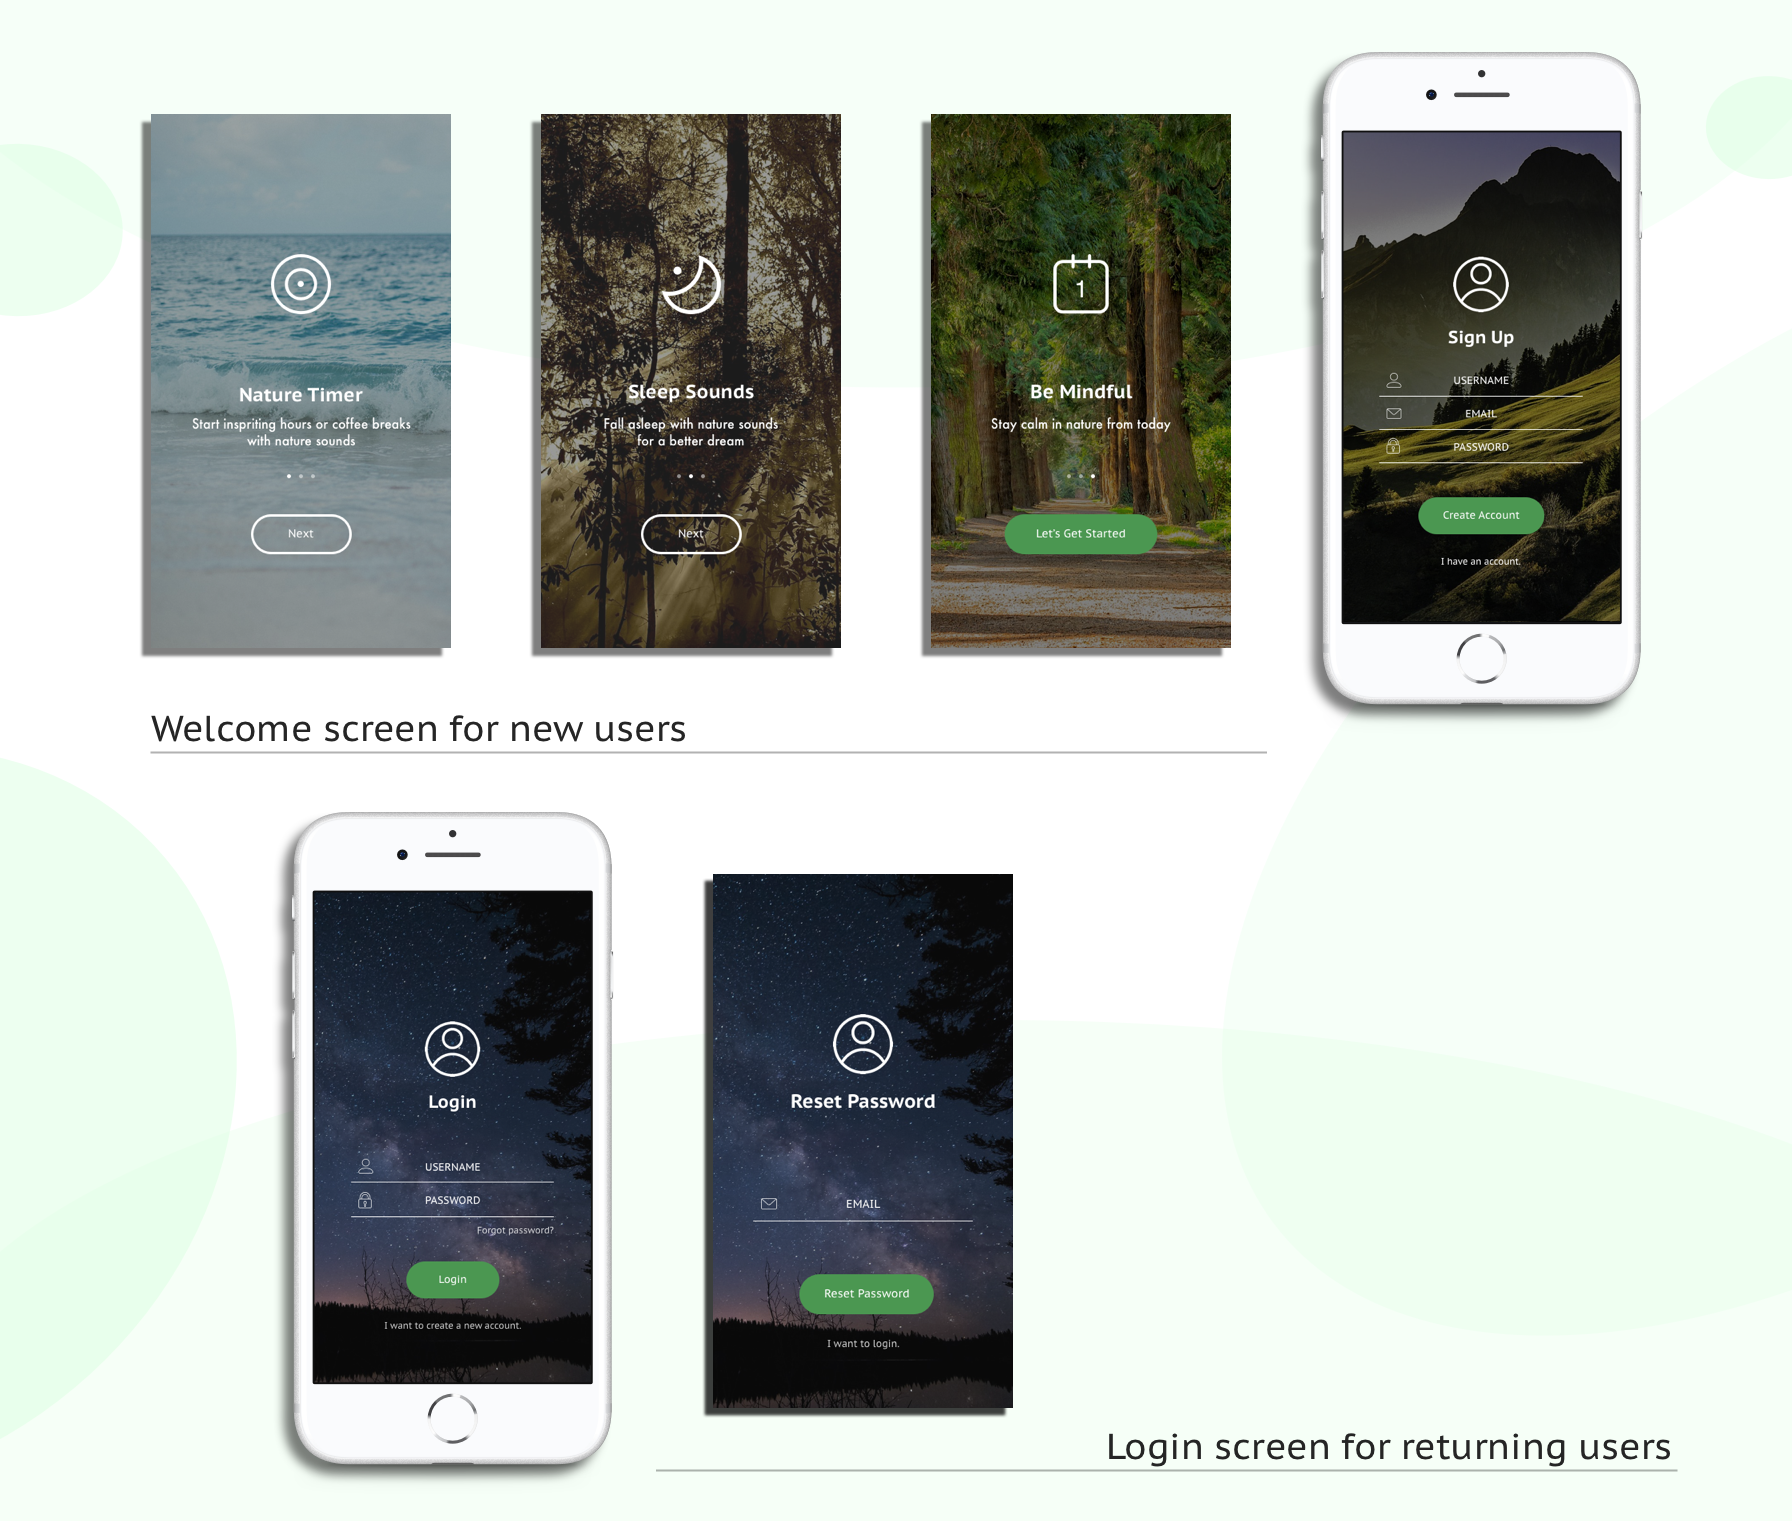 Nature Timer
Start inspriting hours or coffee breaks
with nature sounds
Next
Sleep Sounds
Fall asleep with nature sounds
for a better dream
Next
1
Be Mindful
Stay calm in nature from today
Let's Get Started
Sign Up
USERNAME
EMAIL
PASSWORD
Create Account
I have an account.
Welcome screen for new users
Login
USERNAME
PASSWORD
Forgot password?
Login
I want to create a new account.
Reset Password
EMAIL
Reset Password
I want to login.
Login screen for returning users